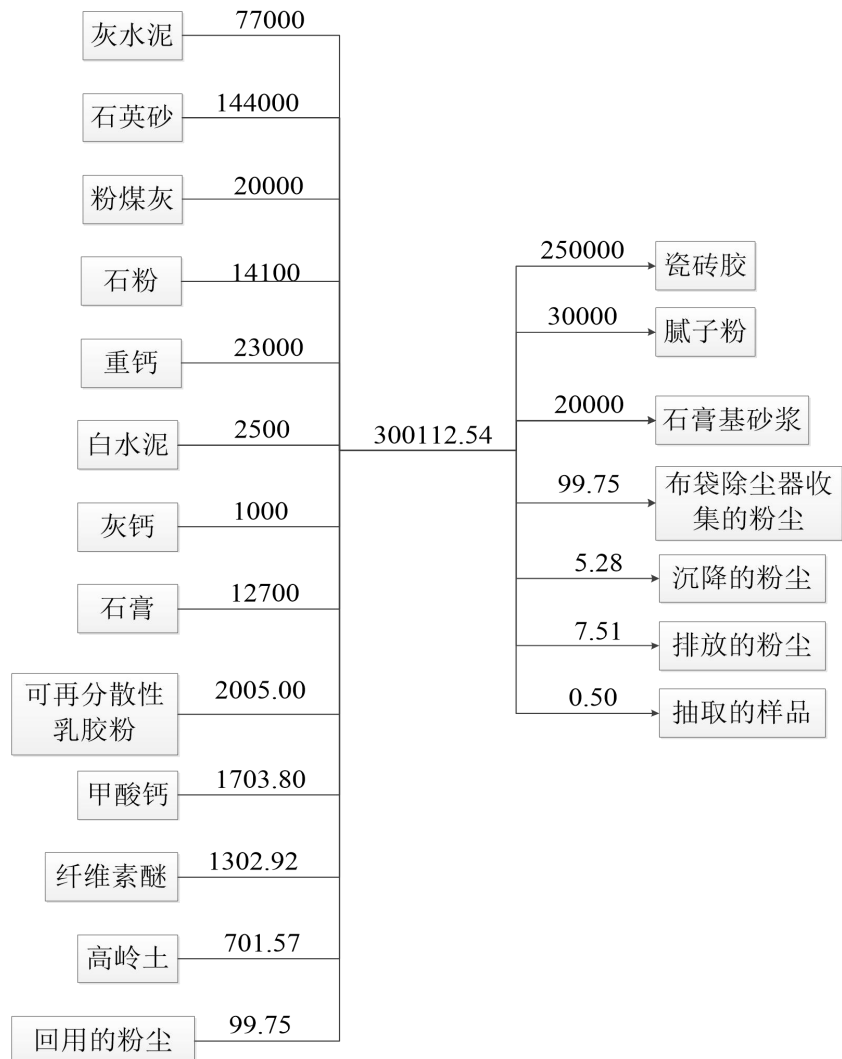 灰水泥
77000
石英砂
144000
粉煤灰
20000
石粉
14100
重钙
23000
白水泥
2500
灰钙
1000
石膏
12700
可再分散性
乳胶粉
2005.00
甲酸钙
1703.80
纤维素醚
1302.92
高岭土
701.57
回用的粉尘
99.75
300112.54
250000
瓷砖胶
30000
腻子粉
20000
石膏基砂浆
99.75
布袋除尘器收
集的粉尘
5.28
沉降的粉尘
7.51
排放的粉尘
0.50
抽取的样品